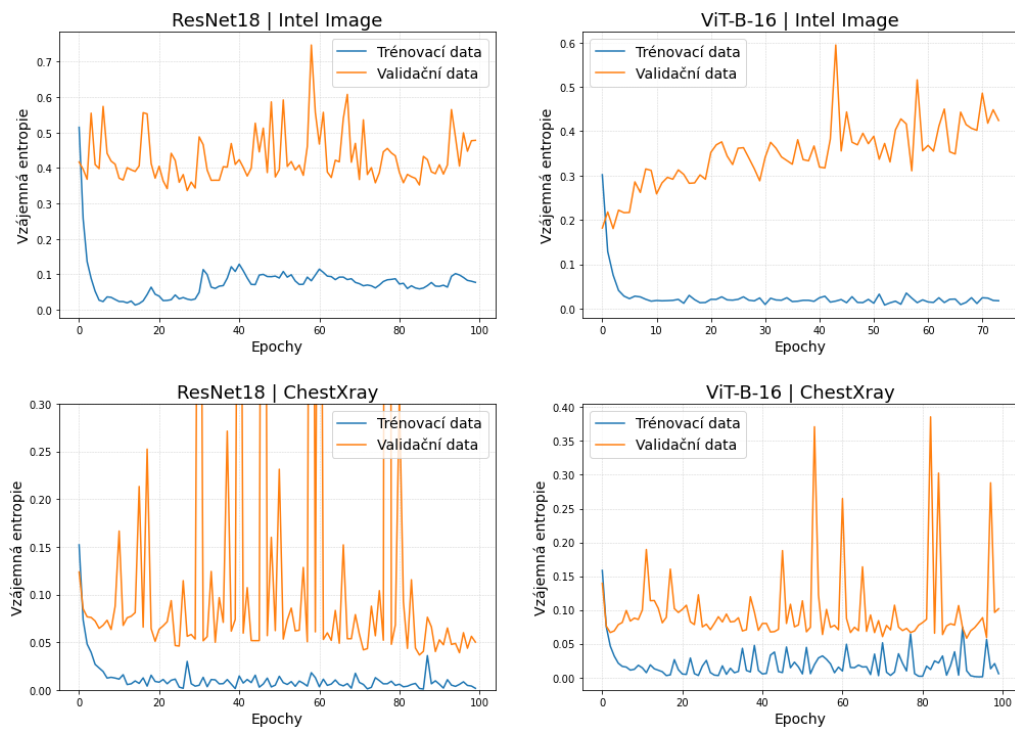 ResNet18 | Intel Image
Vzájemná entropie
0.7
0.6
0.5
0.4
0.3
0.2
0.1
0.0
Trénovací data
Validační data
0 20 40 60 80 100
Epochy
ViT-B-16 | Intel Image
Vzájemná entropie
0.6
0.5
0.4
0.3
0.2
0.1
0.0
Trénovací data
Validační data
0 10 20 30 40 50 60 70
Epochy
ResNet18 | ChestXray
Vzájemná entropie
0.30
0.25
0.20
0.15
0.10
0.05
0.00
Trénovací data
Validační data
0 20 40 60 80 100
Epochy
ViT-B-16 | ChestXray
Vzájemná entropie
0.40
0.35
0.30
0.25
0.20
0.15
0.10
0.05
0.00
Trénovací data
Validační data
0 20 40 60 80 100
Epochy